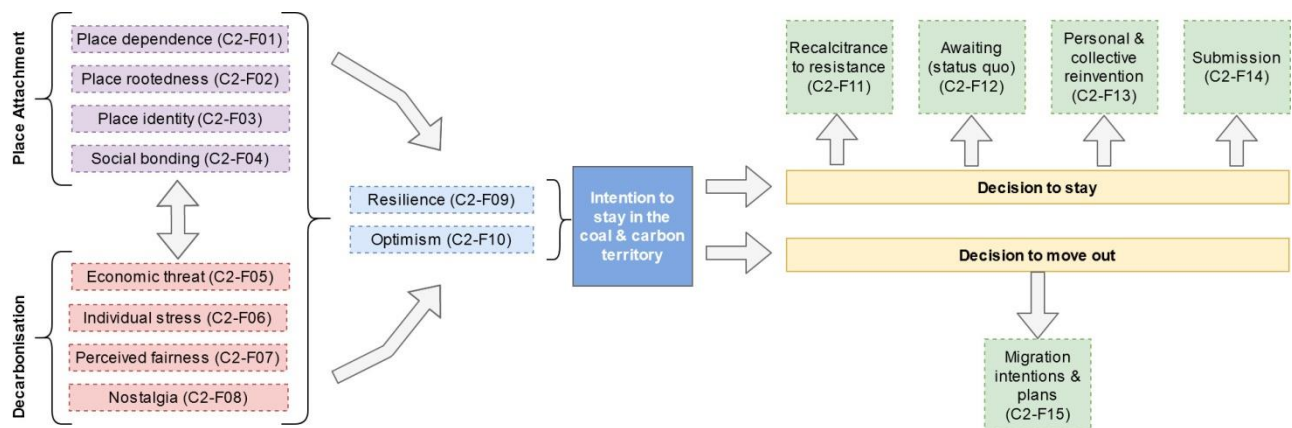 Place Attachment
Place dependence (C2-F01)
Place rootedness (C2-F02)
Place identity (C2-F03)
Social bonding (C2-F04)
Decarbonisation
Economic threat (C2-F05)
Individual stress (C2-F06)
Perceived fairness (C2-F07)
Nostalgia (C2-F08)
Resilience (C2-F09)
Optimism (C2-F10)
Intention to
stay in the
coal & carbon
territory
Recalcitrance
to resistance
(C2-F11)
Awaiting
(status quo)
(C2-F12)
Personal &
collective
reinvention
(C2-F13)
Submission
(C2-F14)
Decision to stay
Decision to move out
Migration
intentions &
plans
(C2-F15)